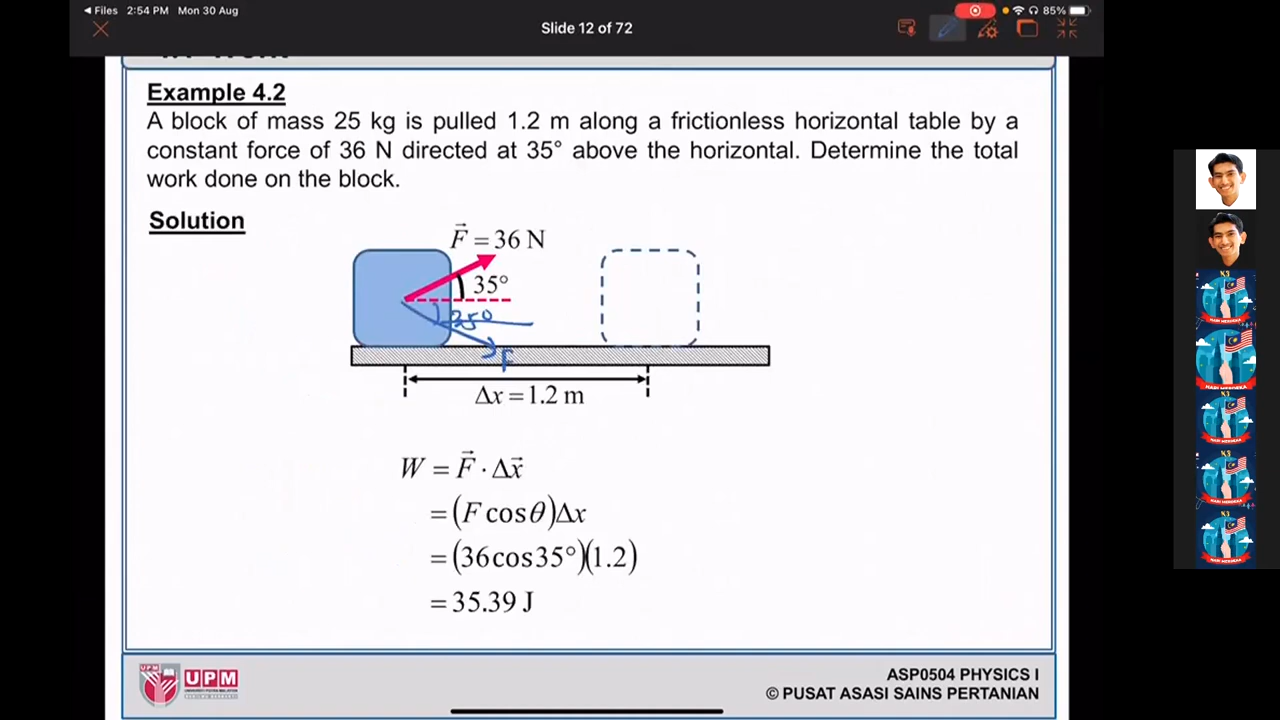 Files 2:54 PM Mon 30 Aug 85%
Slide 12 of 72
Example 4.2
A block of mass 25 kg is pulled 1.2 m along a frictionless horizontal table by a
constant force of 36 N directed at 35° above the horizontal. Determine the total
work done on the block.
Solution
F⃗ = 36 N
35°
35°
F
Δx = 1.2 m
W = F⃗ · Δx⃗
= (F cosθ)Δx
= (36cos35°)(1.2)
= 35.39 J
UPM
UPM
ASP0504 PHYSICS I
© PUSAT ASASI SAINS PERTANIAN